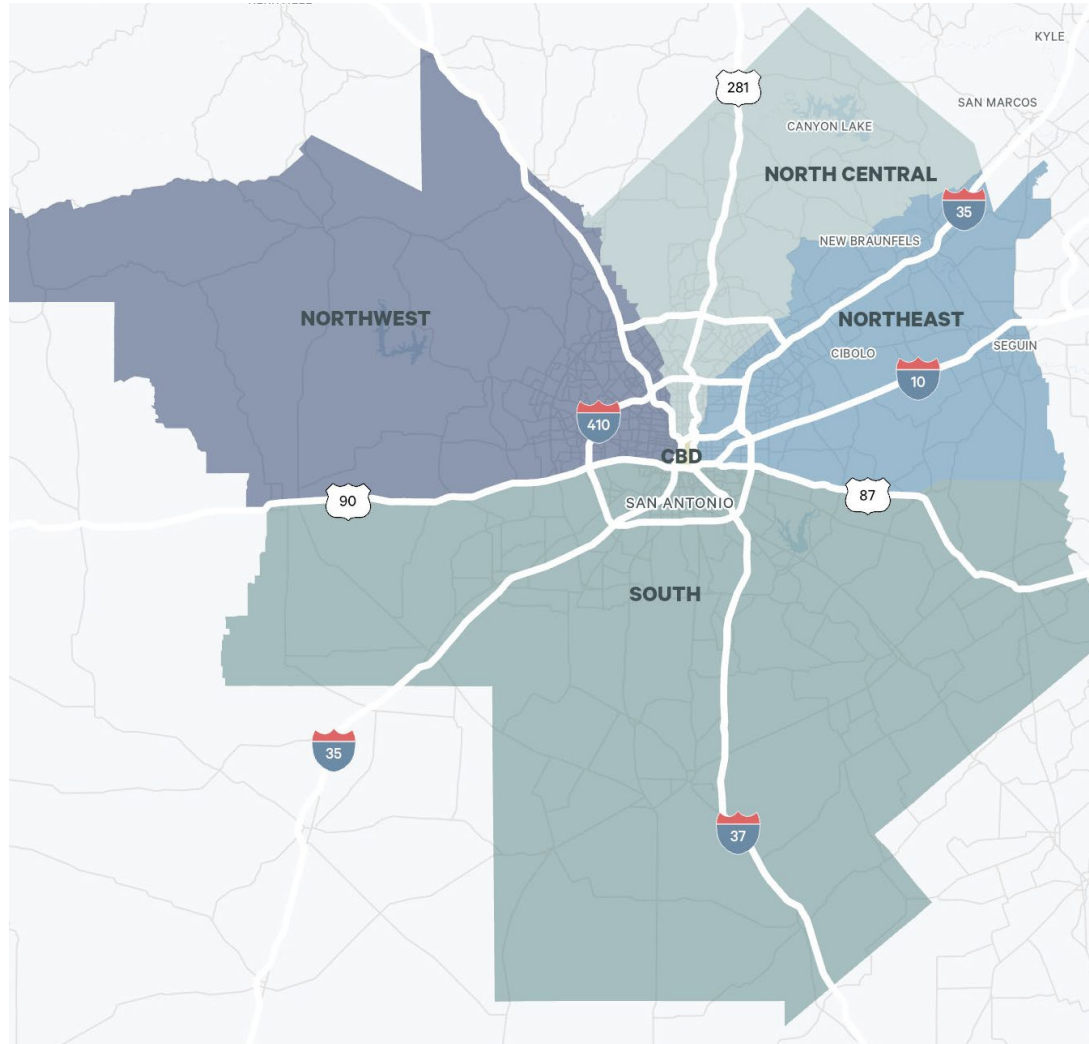 KYLE
281
SAN MARCOS
CANYON LAKE
NORTH CENTRAL
35
NEW BRAUNFELS
NORTHWEST
NORTHEAST
SEGUIN
CIBOLO
10
410
CBD
90
87
SAN ANTONIO
SOUTH
35
37